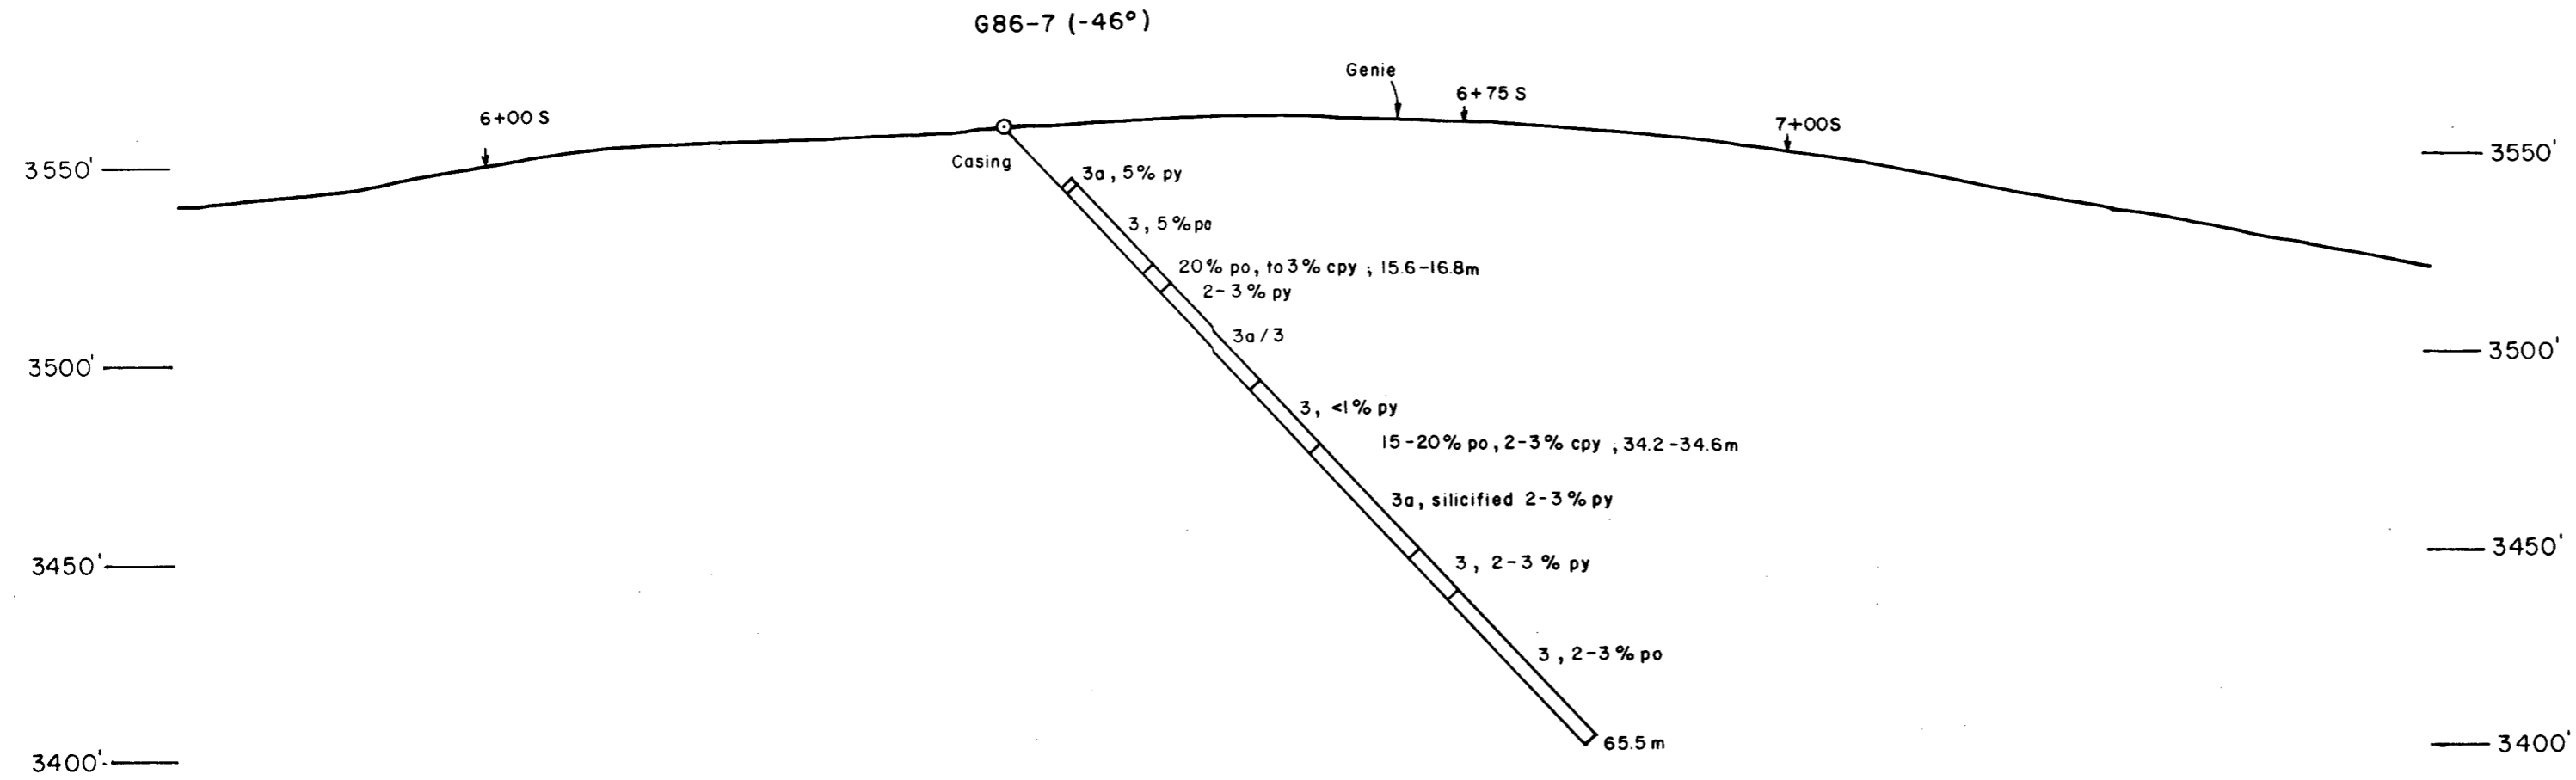 G86-7 (-46°)
Genie
6+00 S
6+75 S
7+00S
Casing
3550'
3550'
3a, 5% py
3, 5% po
20% po, to 3% cpy ; 15.6-16.8m
2-3% py
3a/3
3500'
3500'
3, <1% py
15-20% po, 2-3% cpy , 34.2-34.6m
3a, silicified 2-3% py
3450'
3450'
3, 2-3% py
3, 2-3% po
65.5m
3400'
3400'